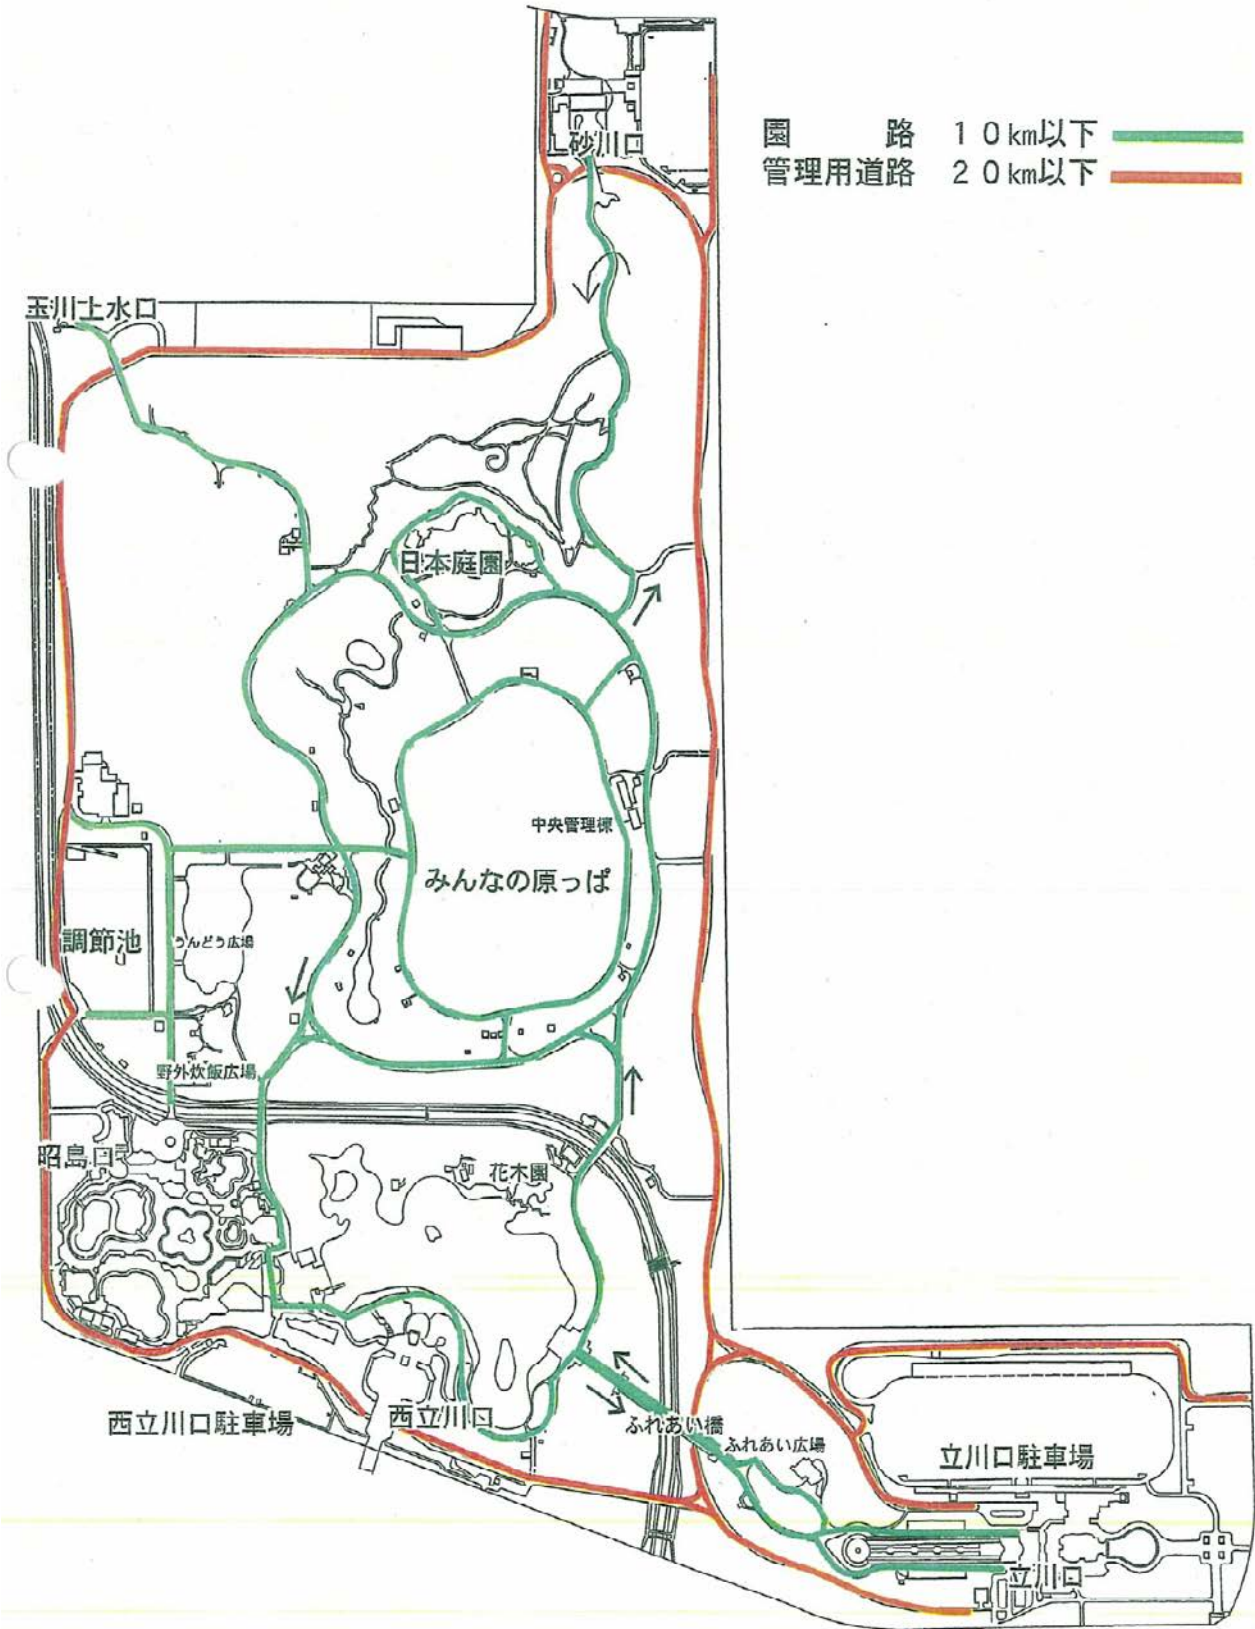 砂川口
園　　　路　１０㎞以下
管理用道路　２０㎞以下
玉川上水口
日本庭園
中央管理棟
みんなの原っぱ
調節池
うんどう広場
野外炊飯広場
昭島口
花木園
西立川口駐車場
西立川口
ふれあい橋
ふれあい広場
立川口駐車場
立川口